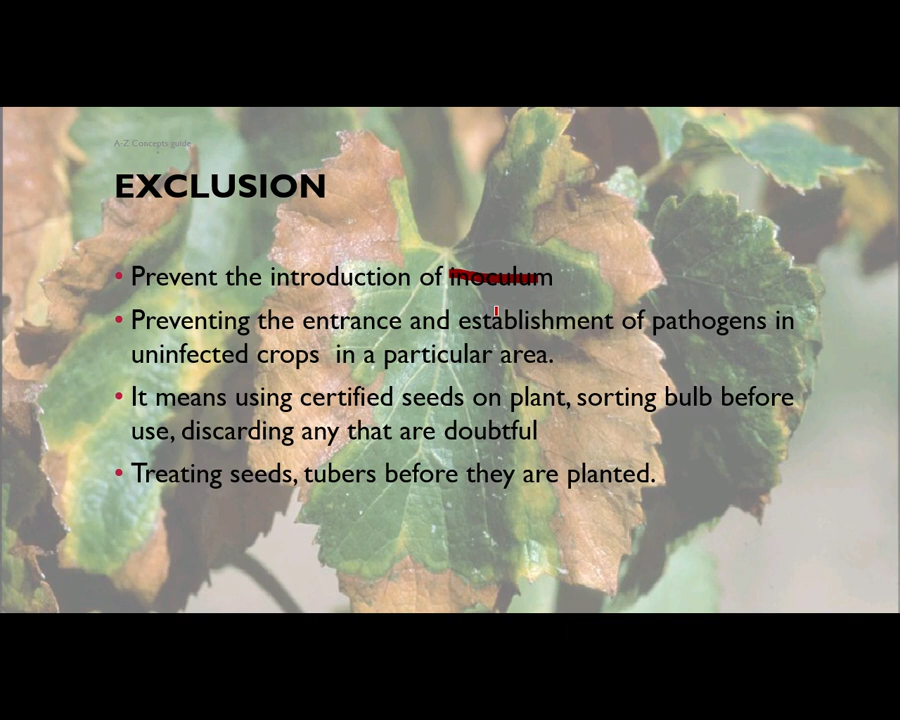 A-Z Concepts guide
EXCLUSION
• Prevent the introduction of inoculum
• Preventing the entrance and establishment of pathogens in
uninfected crops in a particular area.
• It means using certified seeds on plant, sorting bulb before
use, discarding any that are doubtful
• Treating seeds, tubers before they are planted.